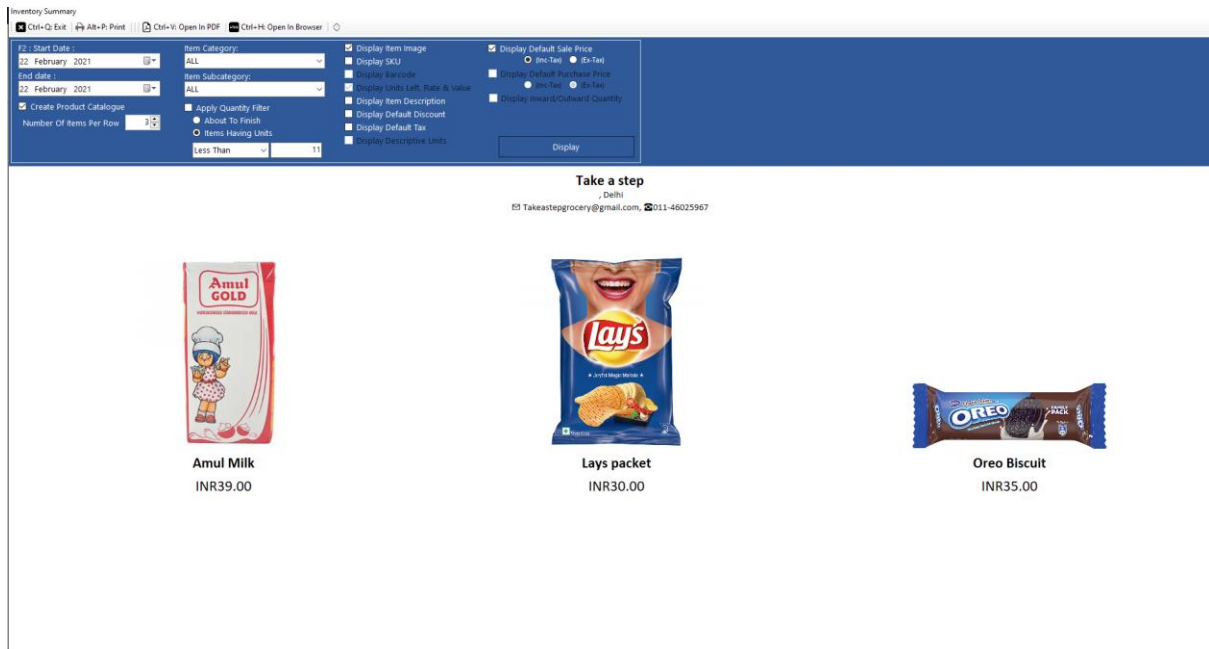 Inventory Summary
Ctrl+Q: Exit Alt+P: Print Ctrl+V: Open In PDF Ctrl+H: Open In Browser
F2 : Start Date :
22 February 2021
End date :
22 February 2021
Create Product Catalogue
Number Of Items Per Row 3
Item Category:
ALL
Item Subcategory:
ALL
Apply Quantity Filter
About To Finish
Items Having Units
Less Than 11
Display Item Image
Display SKU
Display Barcode
Display Units Left, Rate & Value
Display Item Description
Display Default Discount
Display Default Tax
Display Descriptive Units
Display Default Sale Price
(Inc-Tax) (Ex-Tax)
Display Default Purchase Price
(Inc-Tax) (Ex-Tax)
Display Inward/Outward Quantity
Display
Take a step
, Delhi
Takeastepgrocery@gmail.com, 011-46025967
Amul
GOLD
Lay's
OREO
FAMILY
PACK
OREO
OREO
Amul Milk
INR39.00
Lays packet
INR30.00
Oreo Biscuit
INR35.00